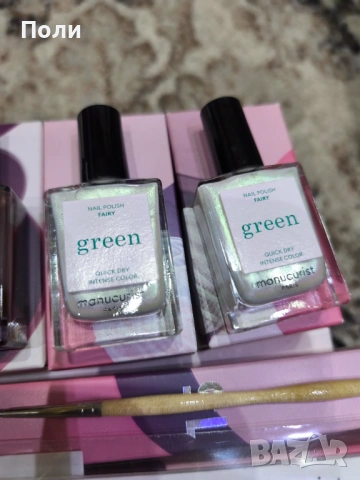 Поли
NAIL POLISH
FAIRY
green
QUICK DRY
INTENSE COLOR
manucurist
PARIS
NAIL POLISH
FAIRY
green
QUICK DRY
INTENSE COLOR
manucurist
PARIS
BAZAR